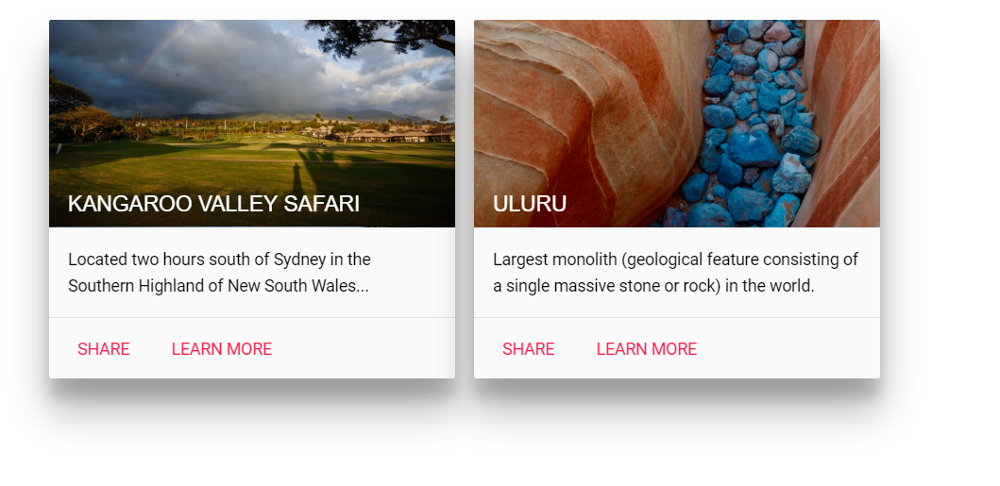 KANGAROO VALLEY SAFARI
Located two hours south of Sydney in the
Southern Highland of New South Wales...
SHARE
LEARN MORE
ULURU
Largest monolith (geological feature consisting of
a single massive stone or rock) in the world.
SHARE
LEARN MORE